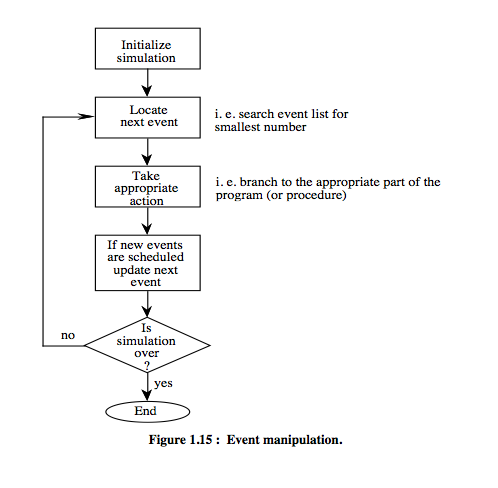 Initialize
simulation
Locate
next event
i. e. search event list for
smallest number
Take
appropriate
action
i. e. branch to the appropriate part of the
program (or procedure)
If new events
are scheduled
update next
event
Is
simulation
over
?
no
yes
End
Figure 1.15 : Event manipulation.